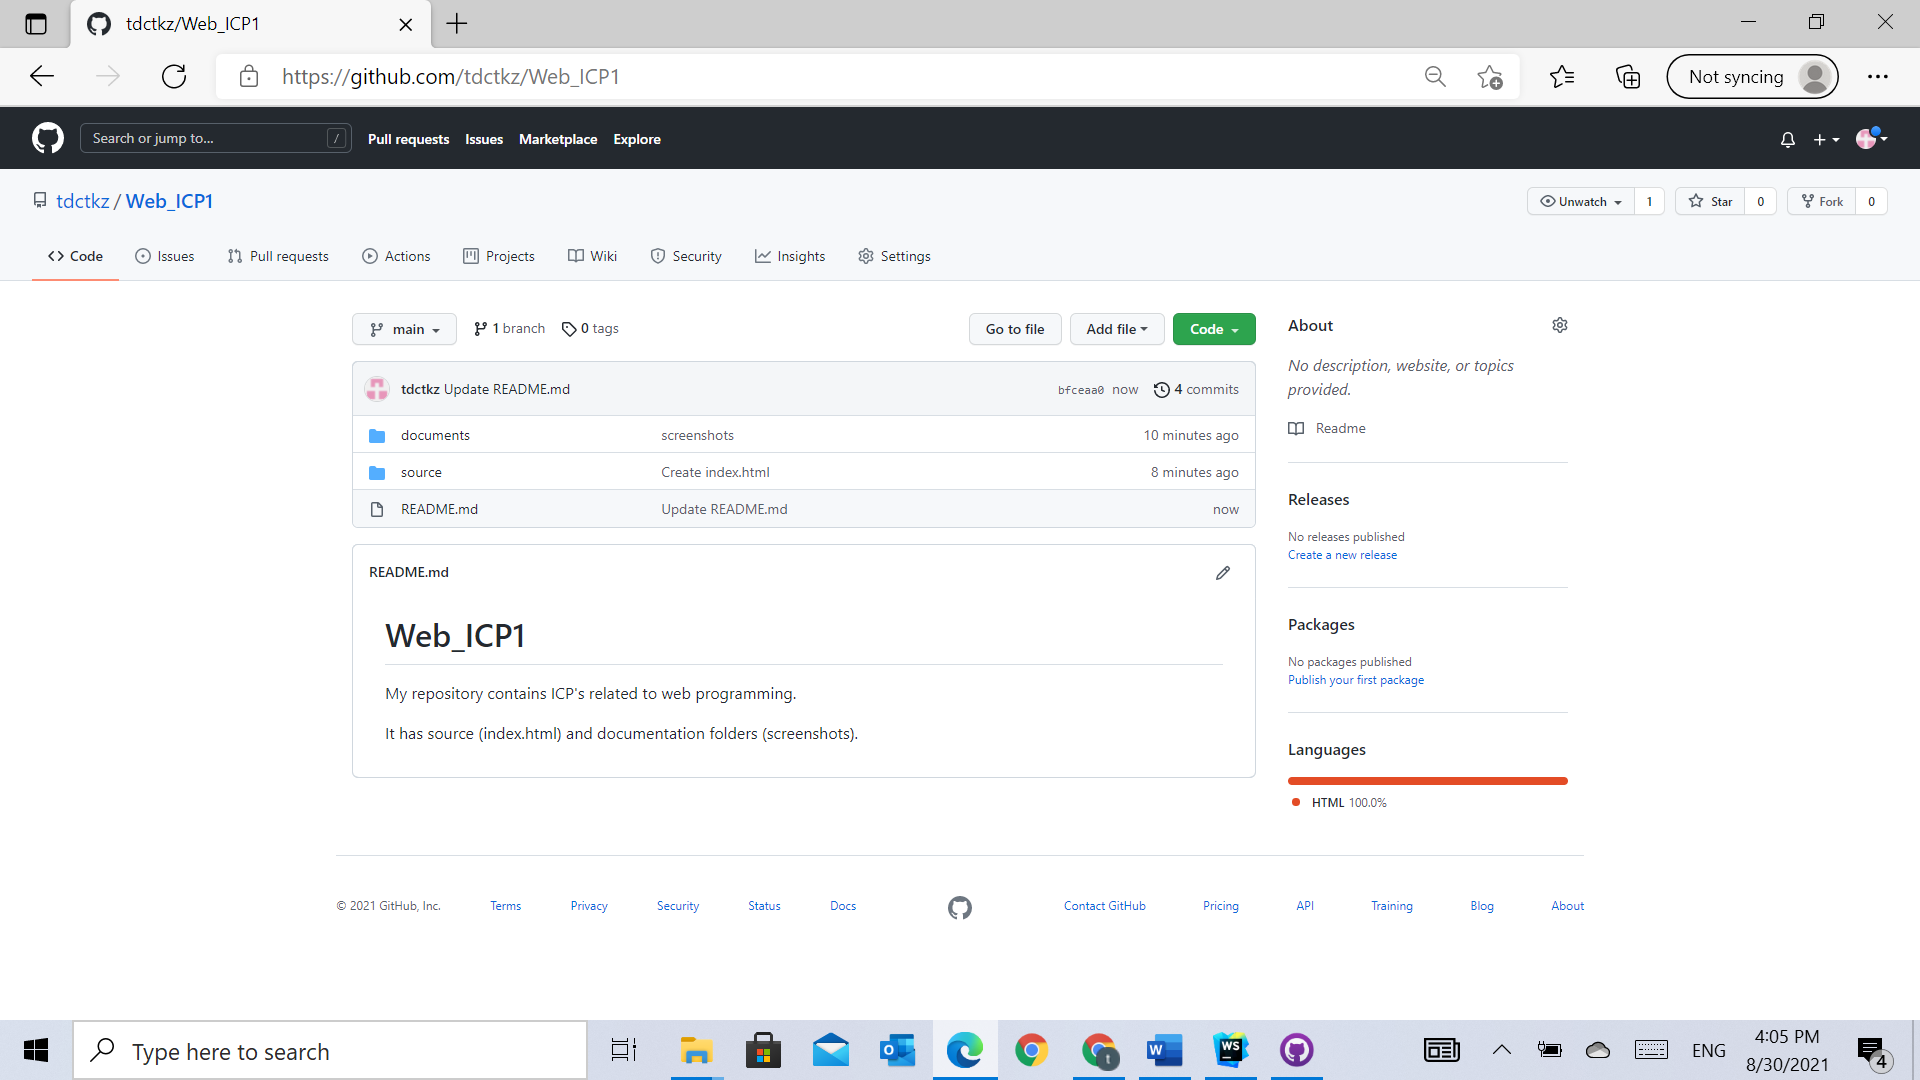 tdctkz/Web_ICP1
https://github.com/tdctkz/Web_ICP1
Not syncing
Search or jump to...
/
Pull requests
Issues
Marketplace
Explore
tdctkz / Web_ICP1
Unwatch 1
Star 0
Fork 0
Code
Issues
Pull requests
Actions
Projects
Wiki
Security
Insights
Settings
main
1 branch
0 tags
Go to file
Add file
Code
tdctkz Update README.md
bfceaa0 now
4 commits
documents screenshots 10 minutes ago
source Create index.html 8 minutes ago
README.md Update README.md now
README.md
Web_ICP1
My repository contains ICP's related to web programming.
It has source (index.html) and documentation folders (screenshots).
About
No description, website, or topics
provided.
Readme
Releases
No releases published
Create a new release
Packages
No packages published
Publish your first package
Languages
HTML 100.0%
© 2021 GitHub, Inc.
Terms
Privacy
Security
Status
Docs
Contact GitHub
Pricing
API
Training
Blog
About
Type here to search
O
t
W
WS
ENG
4:05 PM
8/30/2021
4